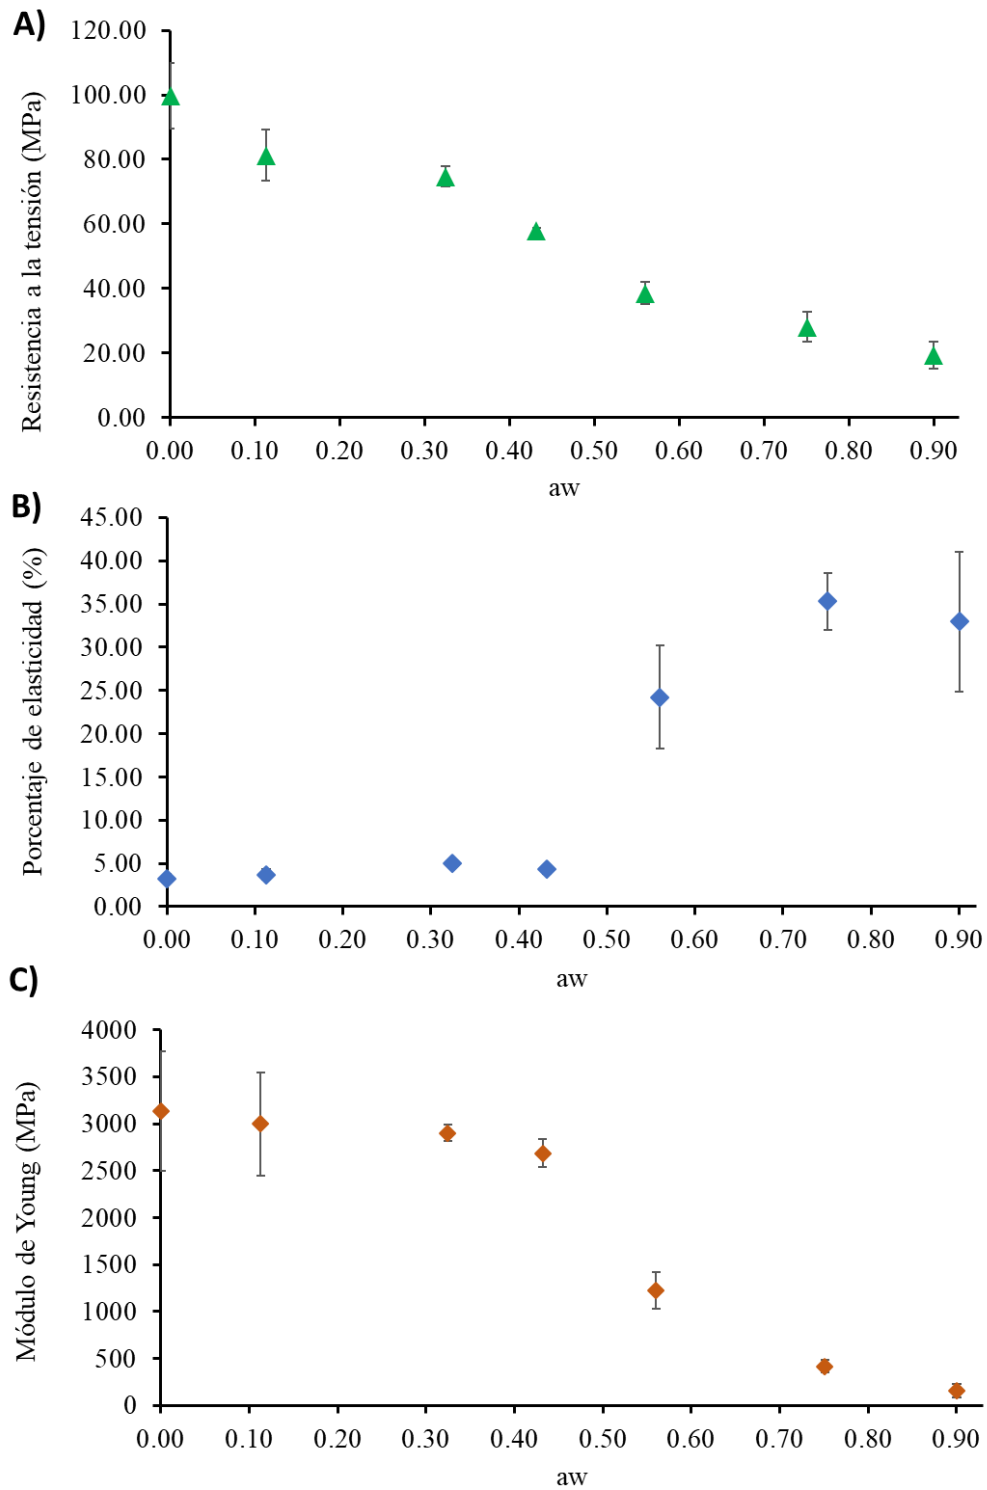 A)
Resistencia a la tensión (MPa)
120.00
100.00
80.00
60.00
40.00
20.00
0.00
0.00 0.10 0.20 0.30 0.40 0.50 0.60 0.70 0.80 0.90
aw
B)
Porcentaje de elasticidad (%)
45.00
40.00
35.00
30.00
25.00
20.00
15.00
10.00
5.00
0.00
0.00 0.10 0.20 0.30 0.40 0.50 0.60 0.70 0.80 0.90
aw
C)
Módulo de Young (MPa)
4000
3500
3000
2500
2000
1500
1000
500
0
0.00 0.10 0.20 0.30 0.40 0.50 0.60 0.70 0.80 0.90
aw